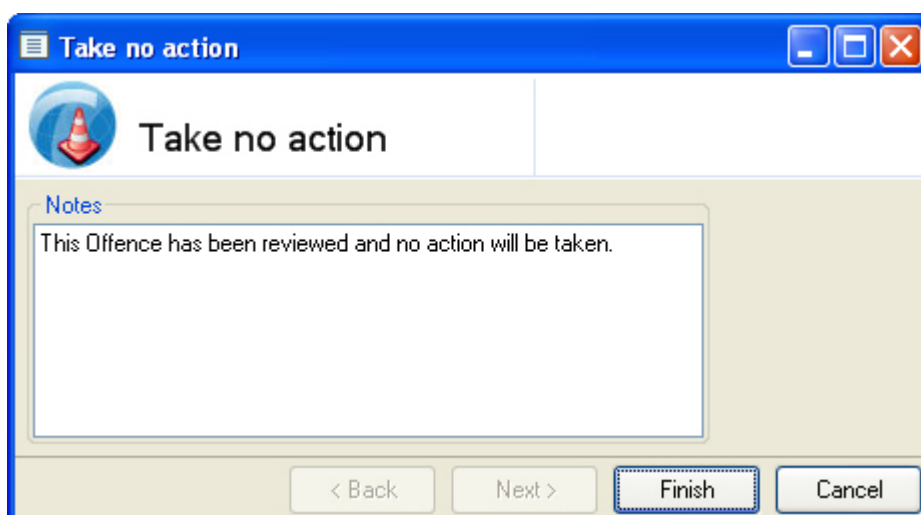 Take no action
Take no action
Notes
This Offence has been reviewed and no action will be taken.
< Back
Next >
Finish
Cancel